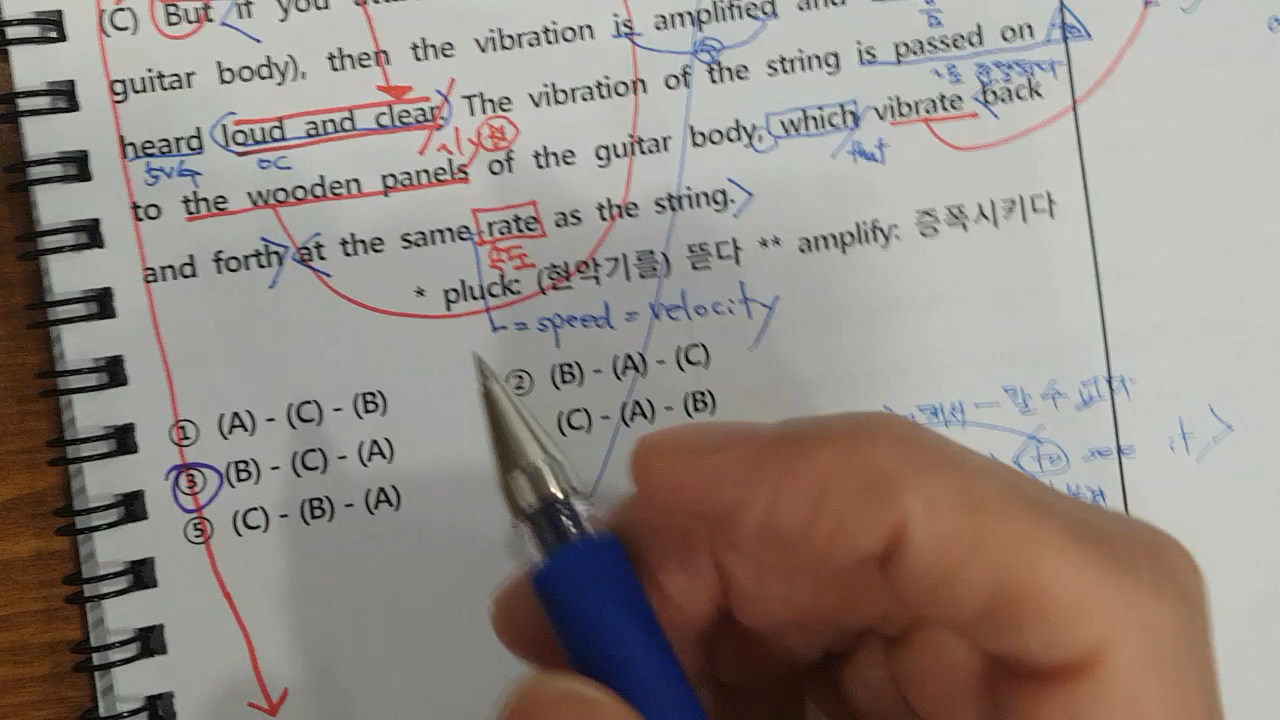 (C) But if you
guitar body), then the vibration is amplified and
heard loud and clear. The vibration of the string is passed on
to the wooden panels of the guitar body, which vibrate back
and forth at the same rate as the string.
5V4
OC
that
속도
* pluck: (현악기를) 뜯다 ** amplify: 증폭시키다
= speed = velocity
① (A) - (C) - (B)
② (B) - (A) - (C)
③ (B) - (C) - (A)
(C) - (A) - (B)
⑤ (C) - (B) - (A)
it